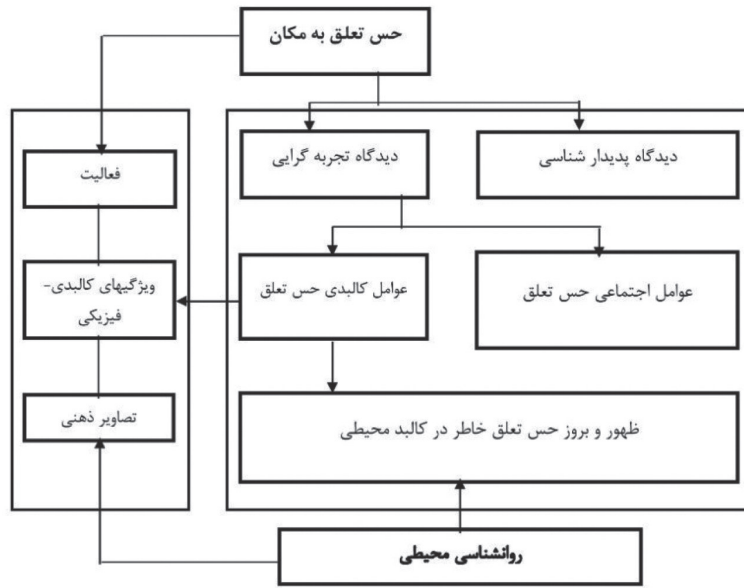 حس تعلق به مکان
دیدگاه پدیدار شناسی
دیدگاه تجربه گرایی
فعالیت
عوامل اجتماعی حس تعلق
عوامل کالبدی حس تعلق
ویژگیهای کالبدی-
فیزیکی
ظهور و بروز حس تعلق خاطر در کالبد محیطی
تصاویر ذهنی
روانشناسی محیطی